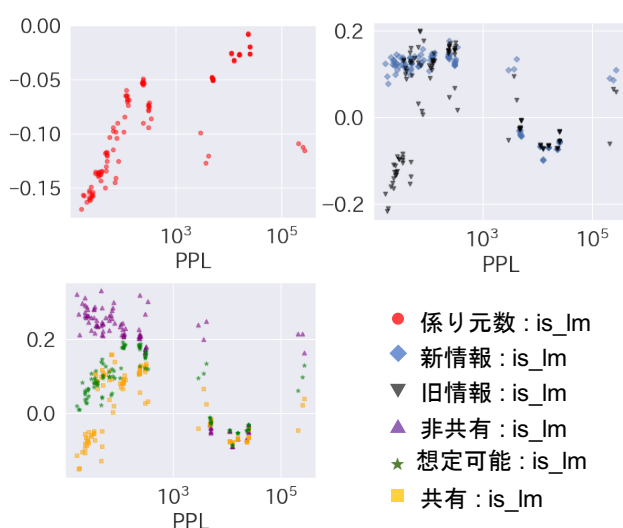 0.00
−0.05
−0.10
−0.15
10³
10⁵
PPL
0.2
0.0
−0.2
10³
10⁵
PPL
0.2
0.0
10³
10⁵
PPL
係り元数 : is_lm
新情報 : is_lm
旧情報 : is_lm
非共有 : is_lm
想定可能 : is_lm
共有 : is_lm